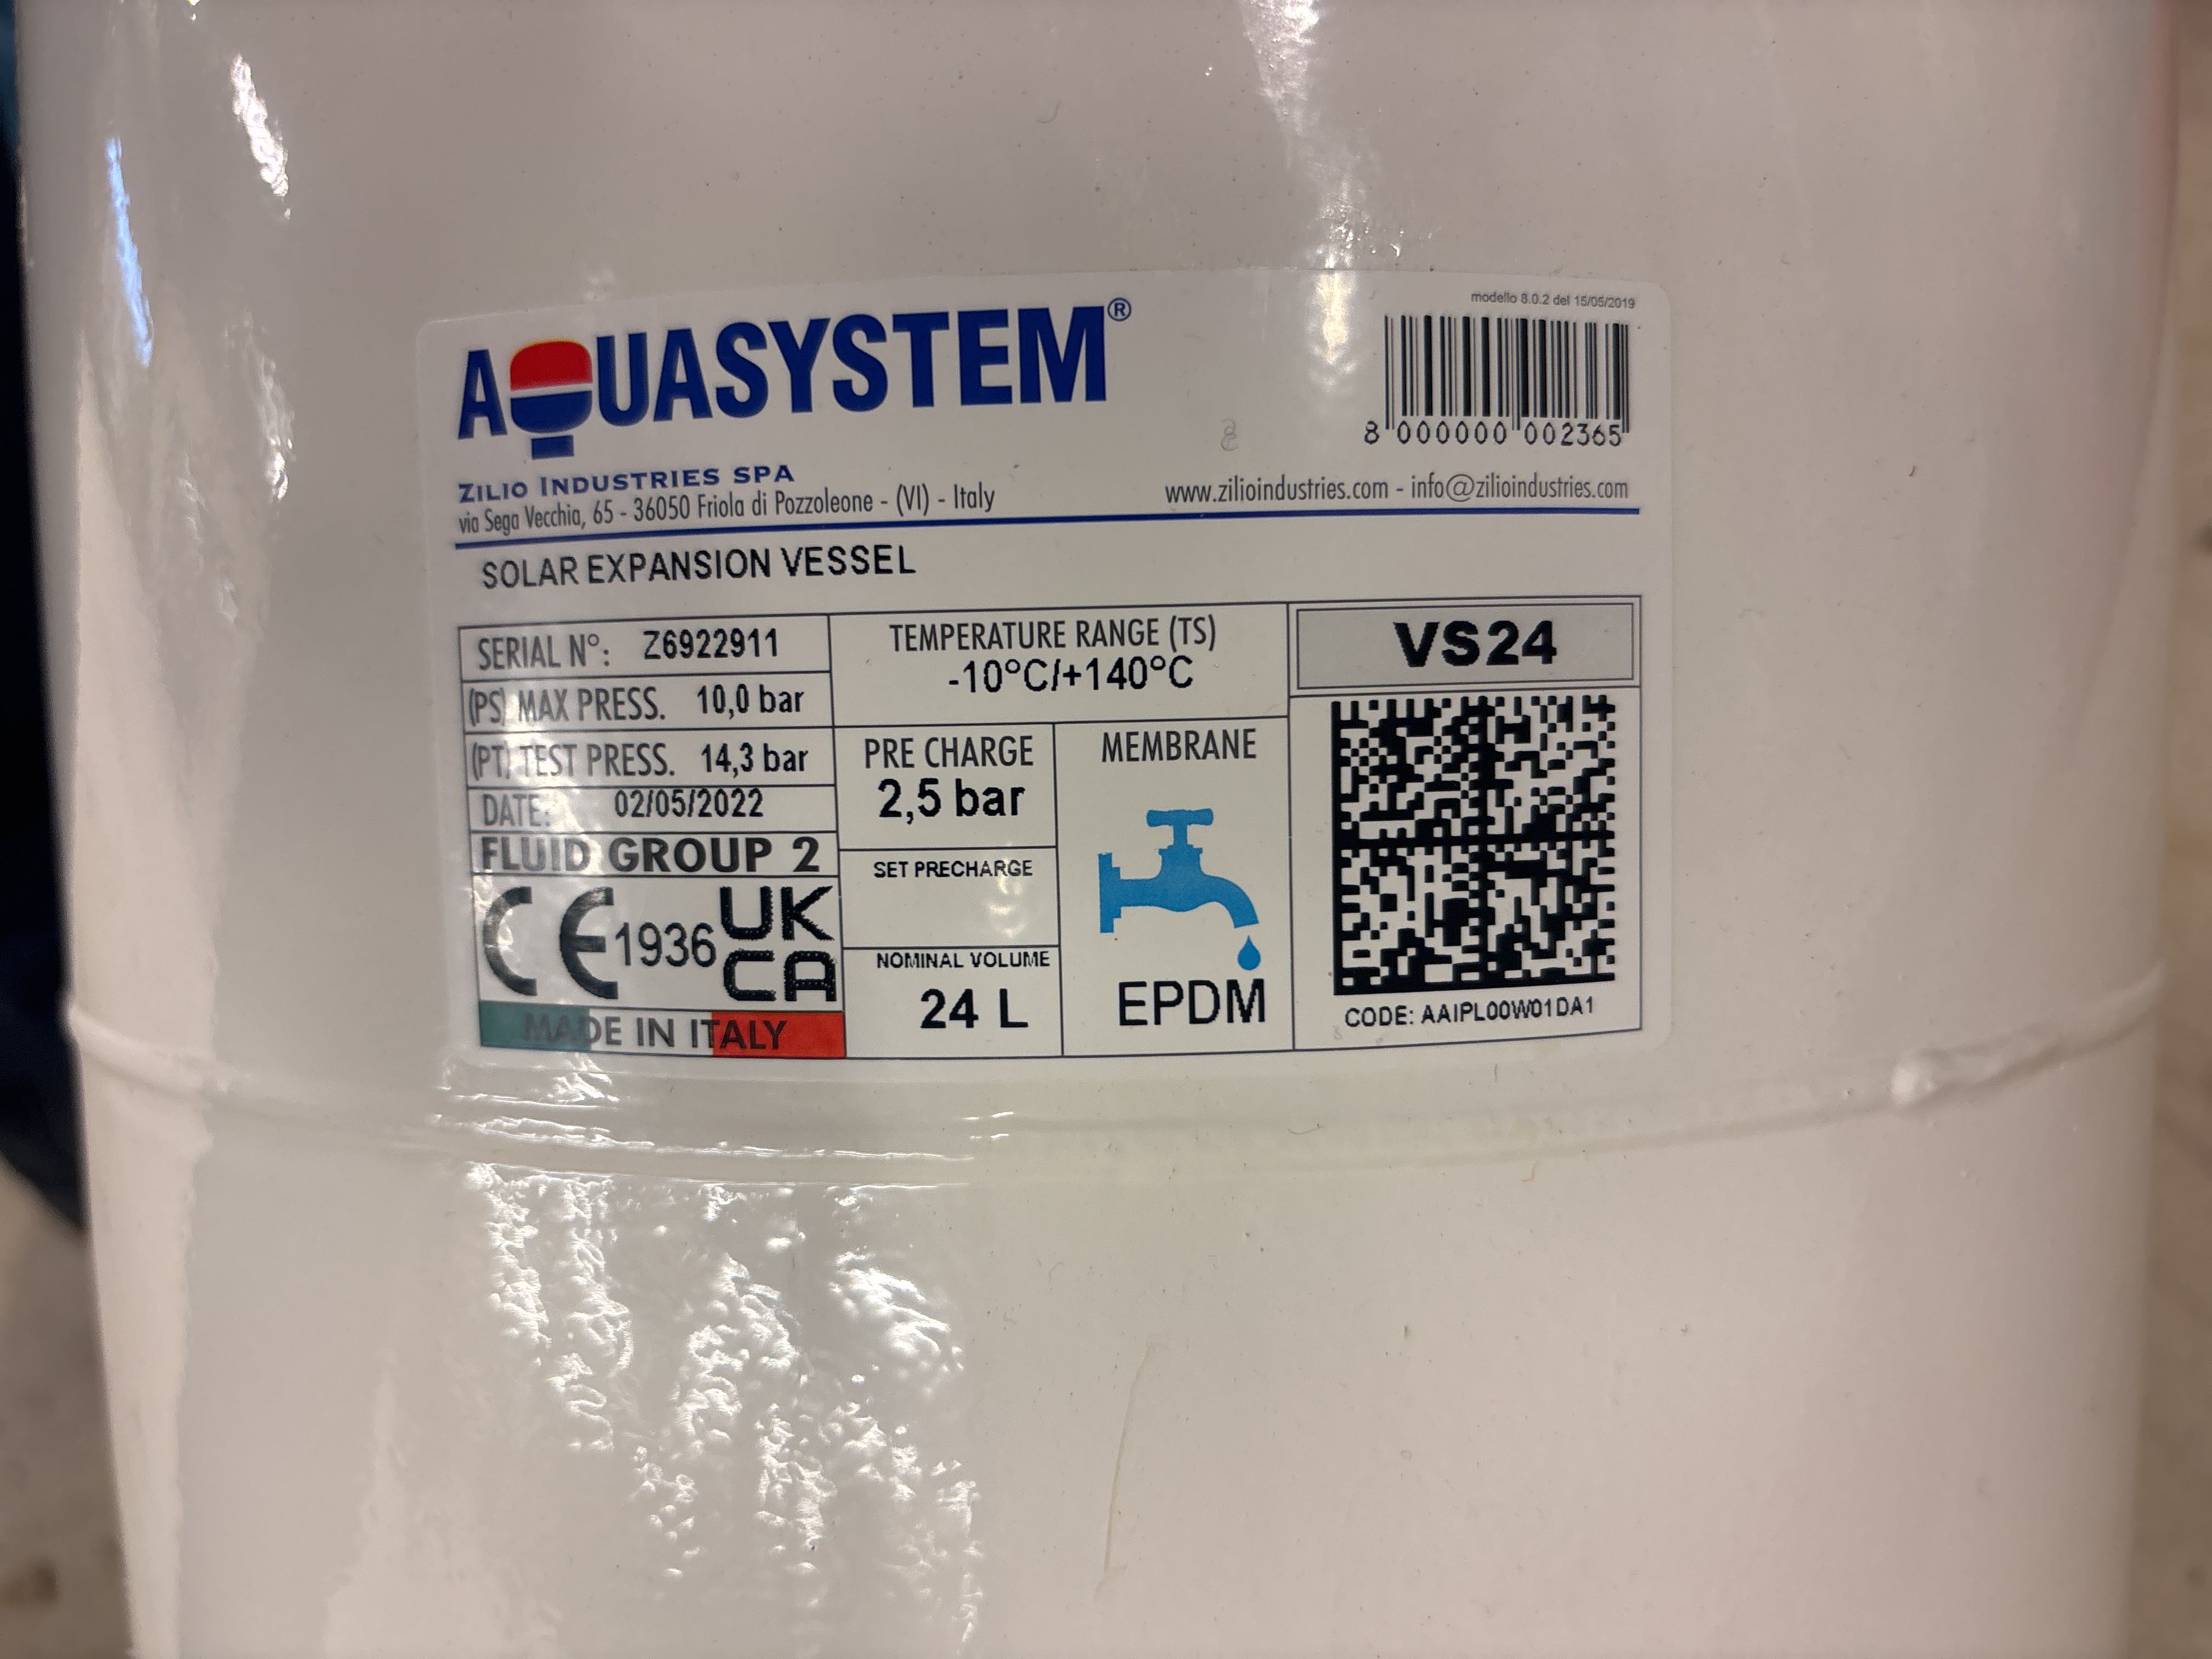 AQUASYSTEM®
modello 8.0.2 del 15/05/2019
8 000000 002365
ZILIO INDUSTRIES SPA
via Sega Vecchia, 65 - 36050 Friola di Pozzoleone - (VI) - Italy
www.zilioindustries.com - info@zilioindustries.com
SOLAR EXPANSION VESSEL
SERIAL N°: Z6922911
(PS) MAX PRESS. 10,0 bar
(PT) TEST PRESS. 14,3 bar
DATE: 02/05/2022
FLUID GROUP 2
CE 1936 UK
CA
MADE IN ITALY
TEMPERATURE RANGE (TS)
-10°C/+140°C
PRE CHARGE
2,5 bar
SET PRECHARGE
NOMINAL VOLUME
24 L
MEMBRANE
EPDM
VS24
CODE: AAIPL00W01DA1